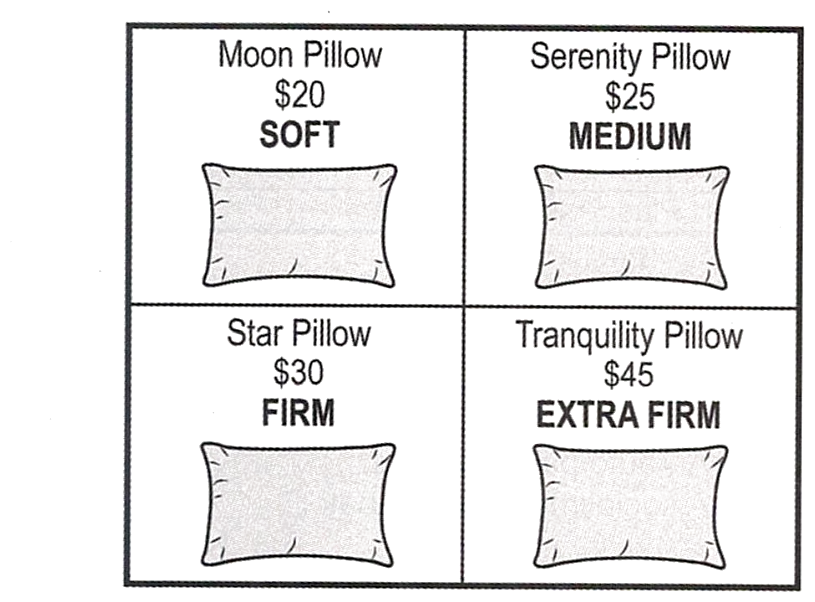 Moon Pillow
$20
SOFT
Serenity Pillow
$25
MEDIUM
Star Pillow
$30
FIRM
Tranquility Pillow
$45
EXTRA FIRM